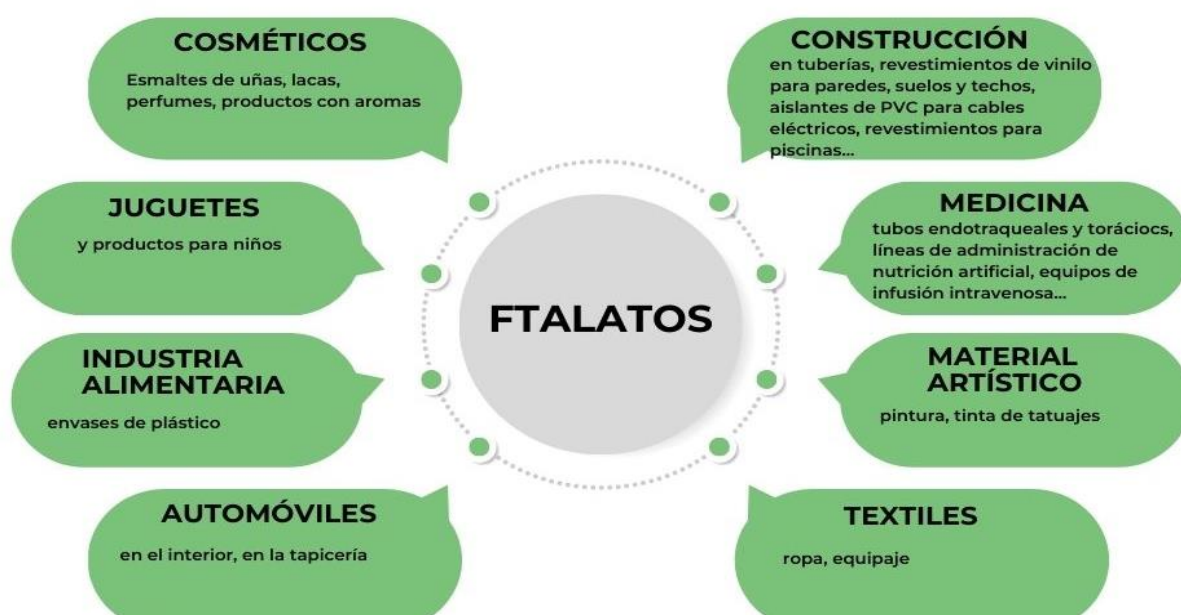 COSMÉTICOS
Esmaltes de uñas, lacas,
perfumes, productos con aromas
JUGUETES
y productos para niños
INDUSTRIA
ALIMENTARIA
envases de plástico
AUTOMÓVILES
en el interior, en la tapicería
FTALATOS
CONSTRUCCIÓN
en tuberías, revestimientos de vinilo
para paredes, suelos y techos,
aislantes de PVC para cables
eléctricos, revestimientos para
piscinas...
MEDICINA
tubos endotraqueales y toráciocs,
líneas de administración de
nutrición artificial, equipos de
infusión intravenosa...
MATERIAL
ARTÍSTICO
pintura, tinta de tatuajes
TEXTILES
ropa, equipaje